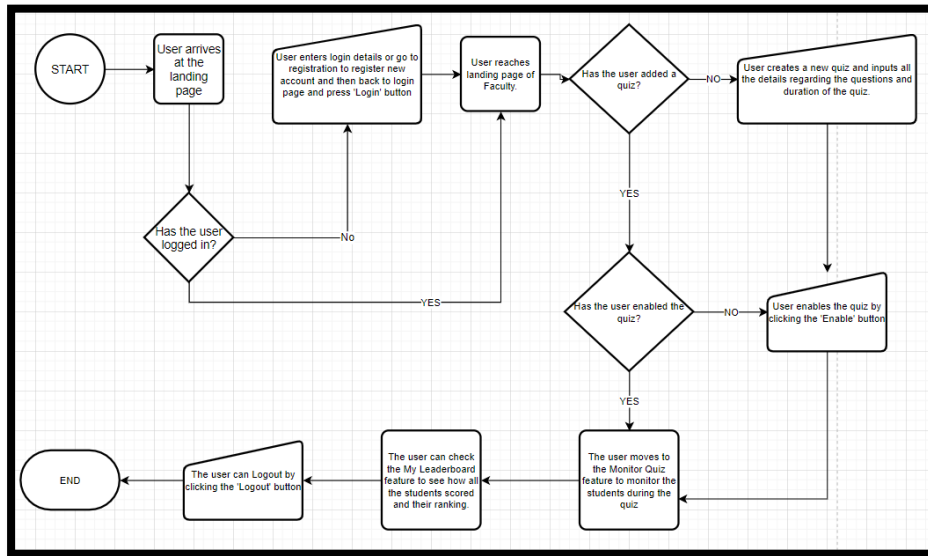 START
User arrives
at the
landing
page
User enters login details or go to
registration to register new
account and then back to login
page and press 'Login' button
User reaches
landing page of
Faculty.
Has the user added a
quiz?
NO
User creates a new quiz and inputs all
the details regarding the questions and
duration of the quiz.
YES
Has the user
logged in?
No
YES
Has the user enabled the
quiz?
NO
User enables the quiz by
clicking the 'Enable' button
YES
END
The user can Logout by
clicking the 'Logout' button
The user can check
the My Leaderboard
feature to see how all
the students scored
and their ranking.
The user moves to
the Monitor Quiz
feature to monitor the
students during the
quiz